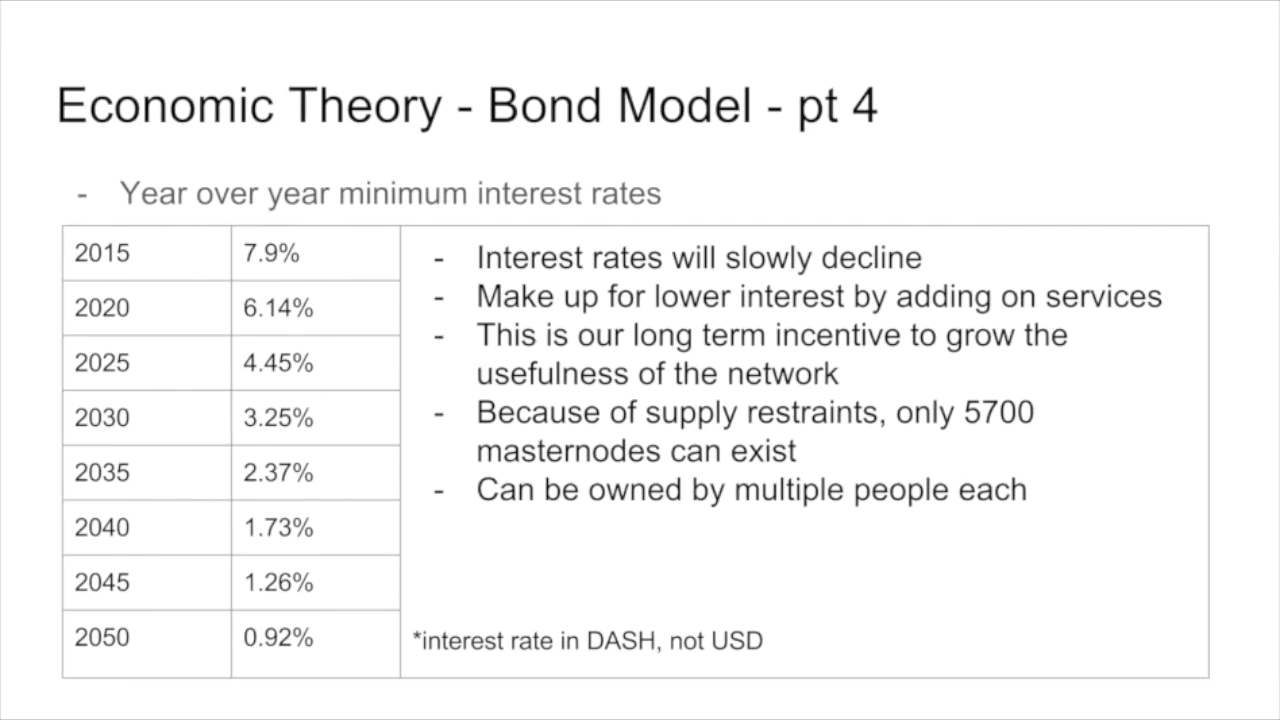 Economic Theory - Bond Model - pt 4
- Year over year minimum interest rates
2015 7.9%
2020 6.14%
2025 4.45%
2030 3.25%
2035 2.37%
2040 1.73%
2045 1.26%
2050 0.92%
- Interest rates will slowly decline
- Make up for lower interest by adding on services
- This is our long term incentive to grow the
usefulness of the network
- Because of supply restraints, only 5700
masternodes can exist
- Can be owned by multiple people each
*interest rate in DASH, not USD